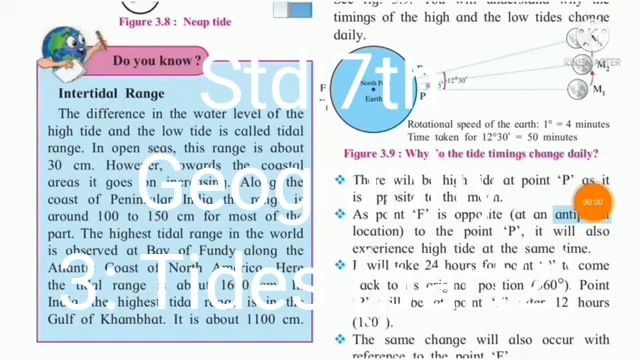 Figure 3.8 : Neap tide
Do you know?
Intertidal Range
The difference in the water level of the
high tide and the low tide is called tidal
range. In open seas, this range is about
30 cm. However, towards the coastal
areas it goes on increasing. Along the
coast of Peninsular India the range is
around 100 to 150 cm for most of the
part. The highest tidal range in the world
is observed at Bay of Fundy along the
Atlantic Coast of North America. Here
the tidal range is about 1600 cm. In
India, the highest tidal range is in the
Gulf of Khambhat. It is about 1100 cm.
timings of the high and the low tides change
daily.
North Pole
Earth
F
P
12°30'
M₂
M₁
Rotational speed of the earth: 1° = 4 minutes
Time taken for 12°30' = 50 minutes
Figure 3.9 : Why do the tide timings change daily?
❖ There will be high tide at point 'P' as it
is opposite to the moon.
❖ As point 'F' is opposite (at an antipodal
location) to the point 'P', it will also
experience high tide at the same time.
❖ It will take 24 hours for point 'P' to come
back to its original position (360°). Point
'P' will be at point 'F' after 12 hours
(180°).
❖ The same change will also occur with
reference to the point 'F'.
00:00
KINEMASTER
Std 7th
Geog
3: Tides